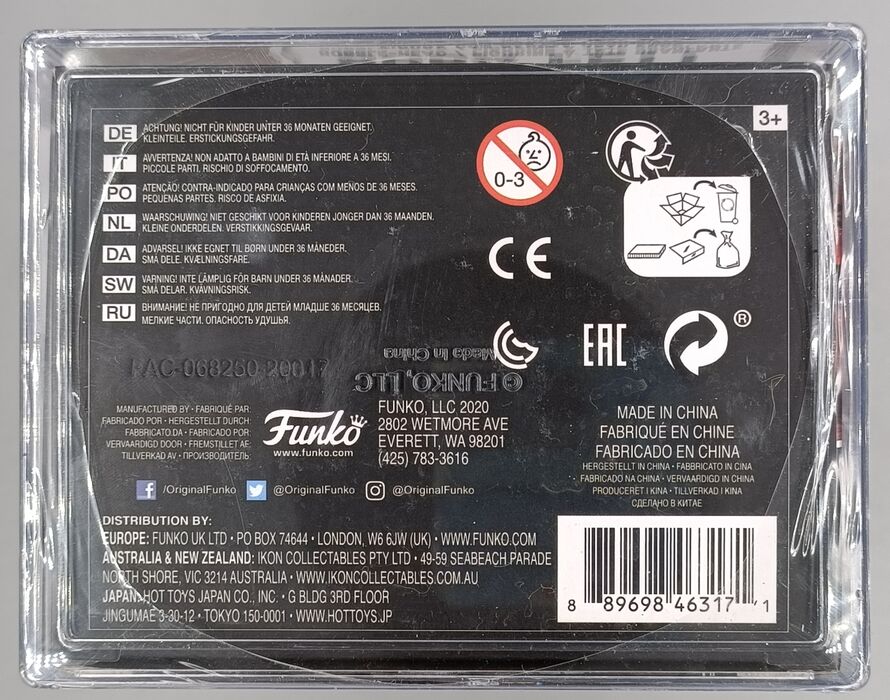 3+
DE ACHTUNG! NICHT FÜR KINDER UNTER 36 MONATEN GEEIGNET.
KLEINTEILE. ERSTICKUNGSGEFAHR.
IT AVVERTENZA! NON ADATTO A BAMBINI DI ETÀ INFERIORE A 36 MESI.
PICCOLE PARTI. RISCHIO DI SOFFOCAMENTO.
PO ATENÇÃO! CONTRA-INDICADO PARA CRIANÇAS COM MENOS DE 36 MESES.
PEQUENAS PARTES. RISCO DE ASFIXIA.
NL WAARSCHUWING! NIET GESCHIKT VOOR KINDEREN JONGER DAN 36 MAANDEN.
KLEINE ONDERDELEN. VERSTIKKINGSGEVAAR.
DA ADVARSEL! IKKE EGNET TIL BORN UNDER 36 MÅNEDER.
SMÅ DELE. KVÆLNINGSFARE.
SW VARNING! INTE LÄMPLIG FÖR BARN UNDER 36 MÅNADER.
SMÅ DELAR. KVÄVNINGSRISK.
RU ВНИМАНИЕ! НЕ ПРИГОДНО ДЛЯ ДЕТЕЙ МЛАДШЕ 36 МЕСЯЦЕВ.
МЕЛКИЕ ЧАСТИ. ОПАСНОСТЬ УДУШЬЯ.
0-3
CE
EAC
®
Made in China
© FUNKO, LLC
MANUFACTURED BY • FABRIQUÉ PAR:
FABRICADO POR • HERGESTELLT DURCH:
FABBRICATO DA • FABRICADO POR:
VERVAARDIGD DOOR • FREMSTILLET AF:
TILLVERKAD AV • ПРОИЗВОДИТЕЛЬ:
Funko
www.funko.com
FUNKO, LLC 2020
2802 WETMORE AVE
EVERETT, WA 98201
(425) 783-3616
MADE IN CHINA
FABRIQUÉ EN CHINE
FABRICADO EN CHINA
HERGESTELLT IN CHINA • FABBRICATO IN CINA
FABRICADO NA CHINA • VERVAARDIGD IN CHINA
PRODUCERET I KINA • TILLVERKAD I KINA
СДЕЛАНО В КИТАЕ
f /OriginalFunko @OriginalFunko @OriginalFunko
DISTRIBUTION BY:
EUROPE: FUNKO UK LTD • PO BOX 74644 • LONDON, W6 6JW (UK) • WWW.FUNKO.COM
AUSTRALIA & NEW ZEALAND: IKON COLLECTABLES PTY LTD • 49-59 SEABEACH PARADE
NORTH SHORE, VIC 3214 AUSTRALIA • WWW.IKONCOLLECTABLES.COM.AU
JAPAN: HOT TOYS JAPAN CO., INC. • G BLDG 3RD FLOOR
JINGUMAE 3-30-12 • TOKYO 150-0001 • WWW.HOTTOYS.JP
8 89698 46317 1